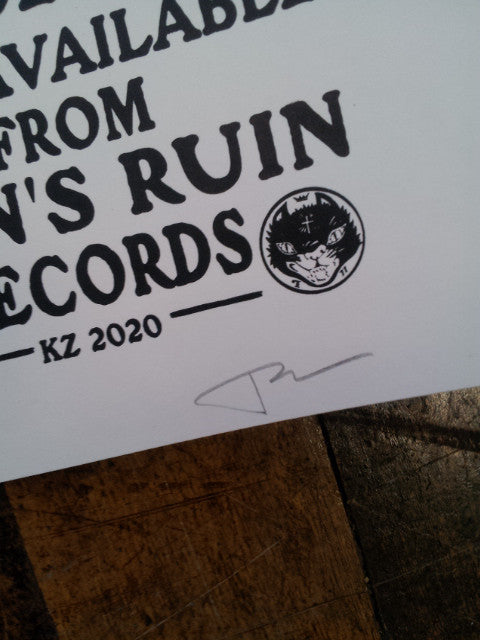 AVAILABLE
FROM
N'S RUIN
ECORDS
KZ 2020